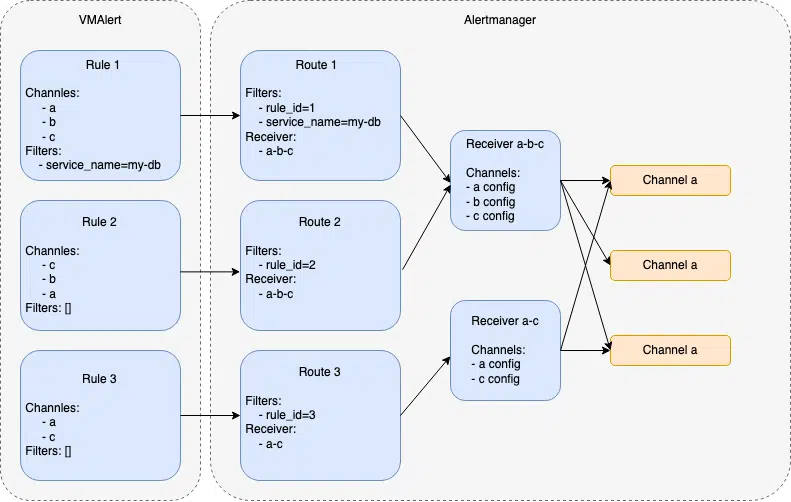 VMAlert
Rule 1
Channles:
- a
- b
- c
Filters:
- service_name=my-db
Rule 2
Channles:
- c
- b
- a
Filters: []
Rule 3
Channles:
- a
- c
Filters: []
Alertmanager
Route 1
Filters:
- rule_id=1
- service_name=my-db
Receiver:
- a-b-c
Route 2
Filters:
- rule_id=2
Receiver:
- a-b-c
Route 3
Filters:
- rule_id=3
Receiver:
- a-c
Receiver a-b-c
Channels:
- a config
- b config
- c config
Receiver a-c
Channels:
- a config
- c config
Channel a
Channel a
Channel a